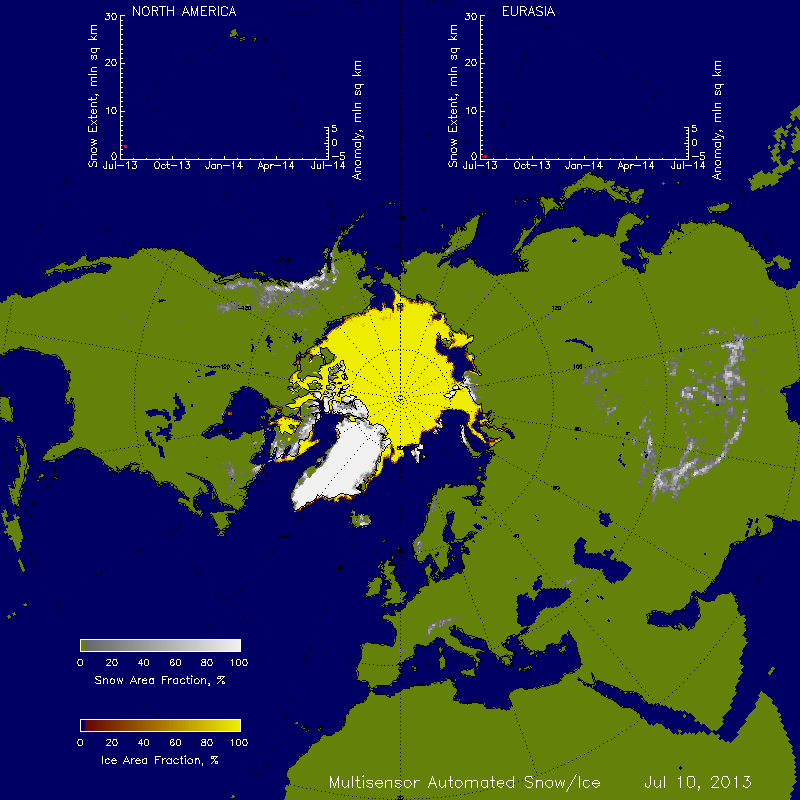 NORTH AMERICA
EURASIA
30
20
10
0
Snow Extent, mln sq km
5
0
-5
Anomaly, mln sq km
Jul-13 Oct-13 Jan-14 Apr-14 Jul-14
30
20
10
0
Snow Extent, mln sq km
5
0
-5
Anomaly, mln sq km
Jul-13 Oct-13 Jan-14 Apr-14 Jul-14
120
100
80
0 20 40 60 80 100
Snow Area Fraction, %
0 20 40 60 80 100
Ice Area Fraction, %
Multisensor Automated Snow/Ice Jul 10, 2013